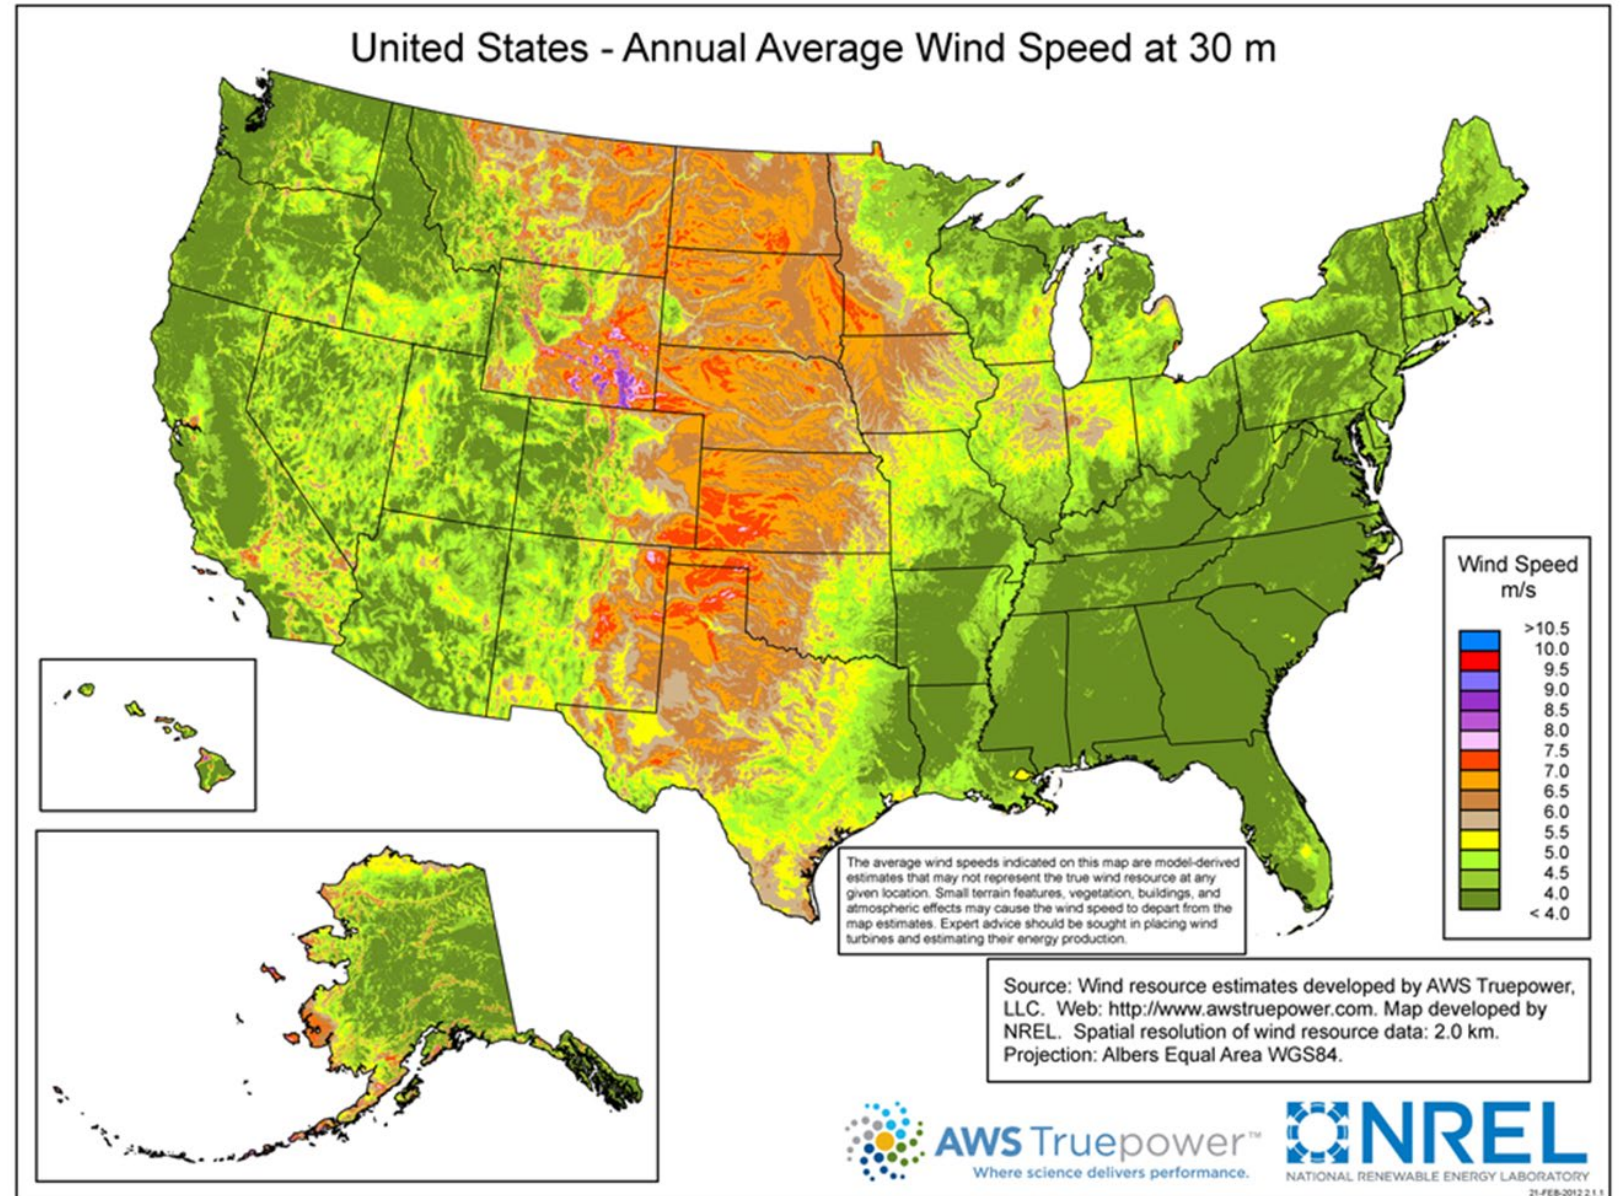 United States - Annual Average Wind Speed at 30 m
Wind Speed
m/s
>10.5
10.0
9.5
9.0
8.5
8.0
7.5
7.0
6.5
6.0
5.5
5.0
4.5
4.0
< 4.0
The average wind speeds indicated on this map are model-derived
estimates that may not represent the true wind resource at any
given location. Small terrain features, vegetation, buildings, and
atmospheric effects may cause the wind speed to depart from the
map estimates. Expert advice should be sought in placing wind
turbines and estimating their energy production.
Source: Wind resource estimates developed by AWS Truepower,
LLC. Web: http://www.awstruepower.com. Map developed by
NREL. Spatial resolution of wind resource data: 2.0 km.
Projection: Albers Equal Area WGS84.
AWS Truepower™
Where science delivers performance.
NREL
NATIONAL RENEWABLE ENERGY LABORATORY
21-FEB-2012 2.1.1